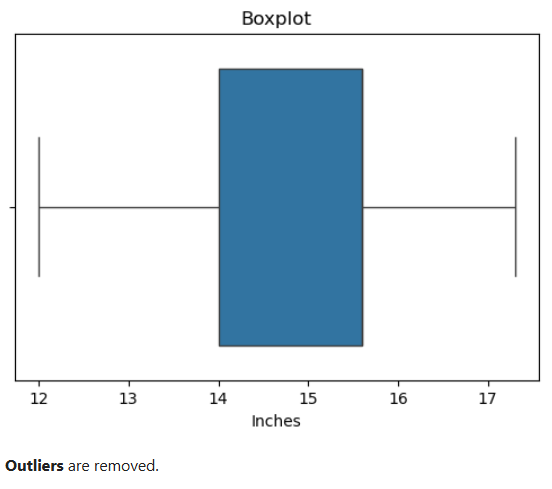 Boxplot
12 13 14 15 16 17
Inches
Outliers are removed.